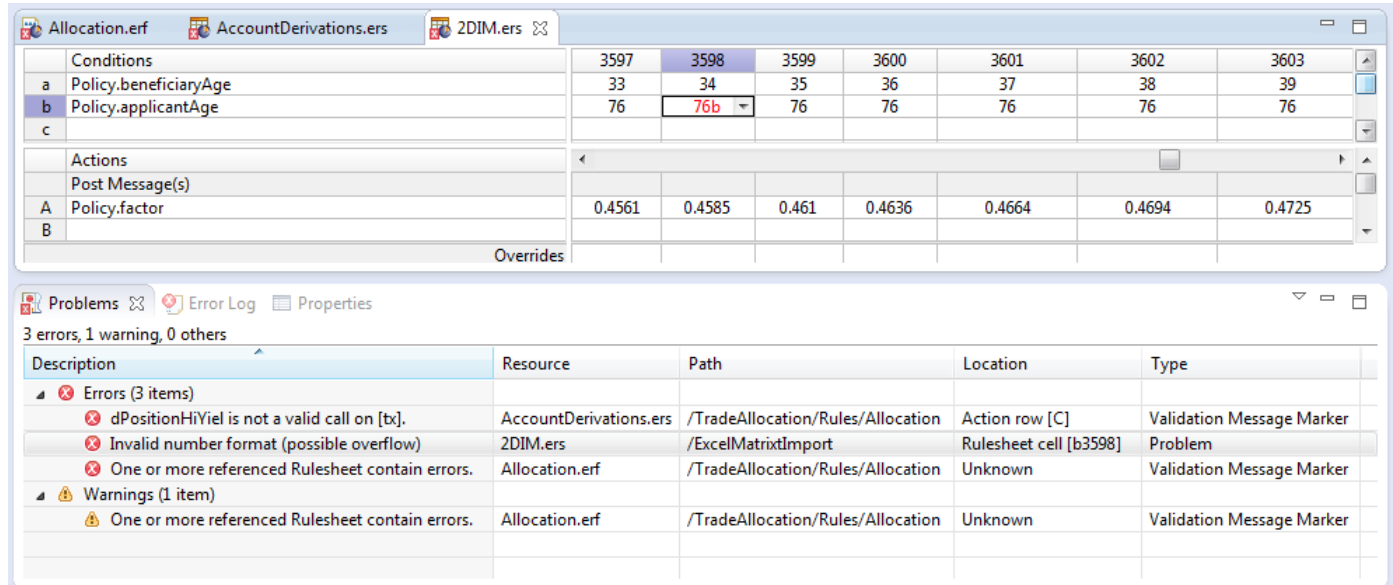 Allocation.erf AccountDerivations.ers 2DIM.ers
Conditions 3597 3598 3599 3600 3601 3602 3603
a Policy.beneficiaryAge 33 34 35 36 37 38 39
b Policy.applicantAge 76 76b 76 76 76 76 76
c
Actions
Post Message(s)
A Policy.factor 0.4561 0.4585 0.461 0.4636 0.4664 0.4694 0.4725
B
Overrides
Problems Error Log Properties
3 errors, 1 warning, 0 others
Description Resource Path Location Type
Errors (3 items)
dPositionHiYiel is not a valid call on [tx]. AccountDerivations.ers /TradeAllocation/Rules/Allocation Action row [C] Validation Message Marker
Invalid number format (possible overflow) 2DIM.ers /ExcelMatrixtImport Rulesheet cell [b3598] Problem
One or more referenced Rulesheet contain errors. Allocation.erf /TradeAllocation/Rules/Allocation Unknown Validation Message Marker
Warnings (1 item)
One or more referenced Rulesheet contain errors. Allocation.erf /TradeAllocation/Rules/Allocation Unknown Validation Message Marker